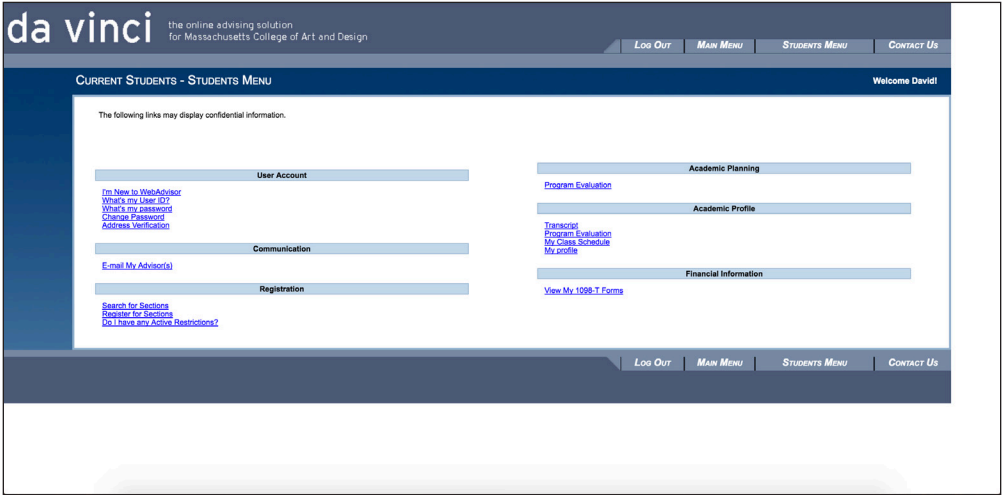 da vinci
the online advising solution
for Massachusetts College of Art and Design
Log Out Main Menu Students Menu Contact Us
Current Students - Students Menu
Welcome David!
The following links may display confidential information.
User Account
I'm New to WebAdvisor
What's my User ID?
What's my password
Change Password
Address Verification
Communication
E-mail My Advisor(s)
Registration
Search for Sections
Register for Sections
Do I have any Active Restrictions?
Academic Planning
Program Evaluation
Academic Profile
Transcript
Program Evaluation
My Class Schedule
My profile
Financial Information
View My 1098-T Forms
Log Out Main Menu Students Menu Contact Us